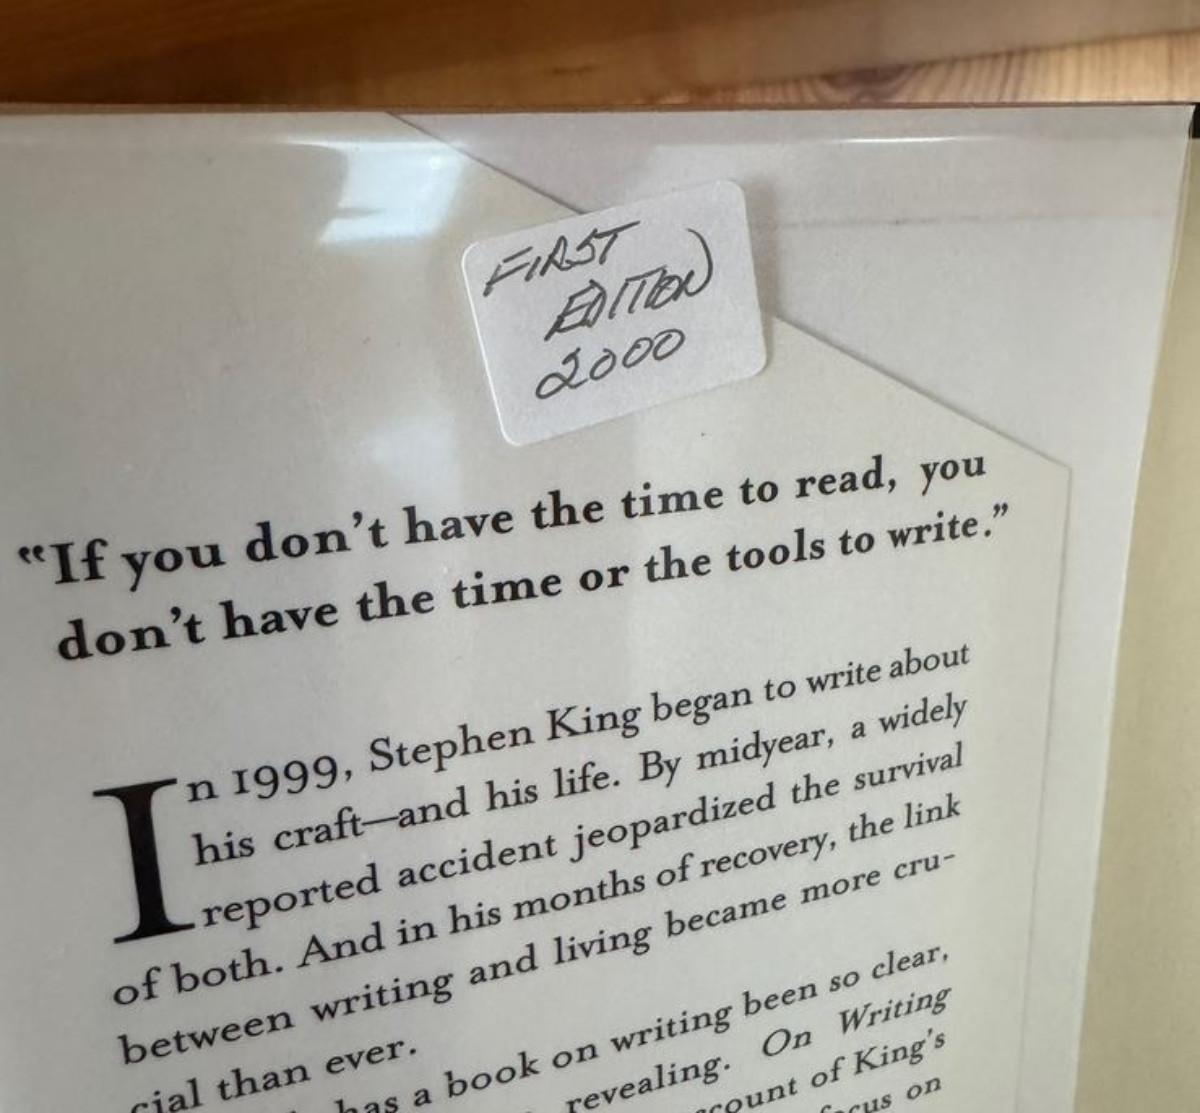 FIRST
EDITION
2000
“If you don’t have the time to read, you
don’t have the time or the tools to write.”
In 1999, Stephen King began to write about
his craft—and his life. By midyear, a widely
reported accident jeopardized the survival
of both. And in his months of recovery, the link
between writing and living became more cru-
cial than ever.
has a book on writing been so clear,
revealing. On Writing
count of King’s
cus on